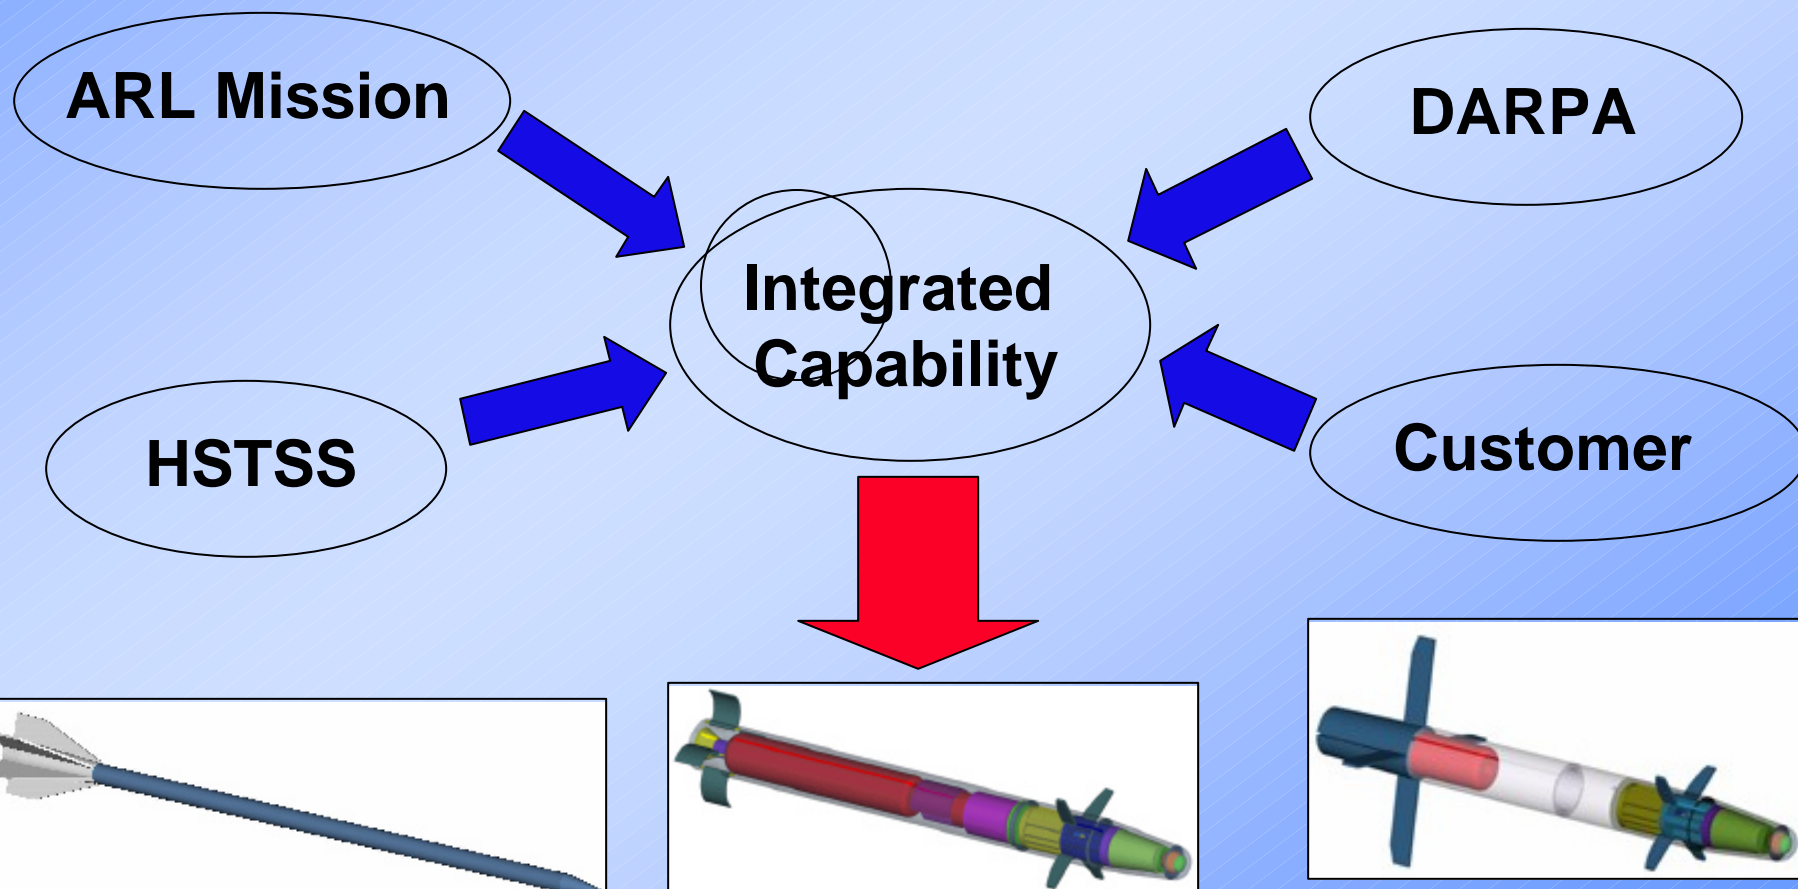 ARL Mission
DARPA
Integrated
Capability
HSTSS
Customer